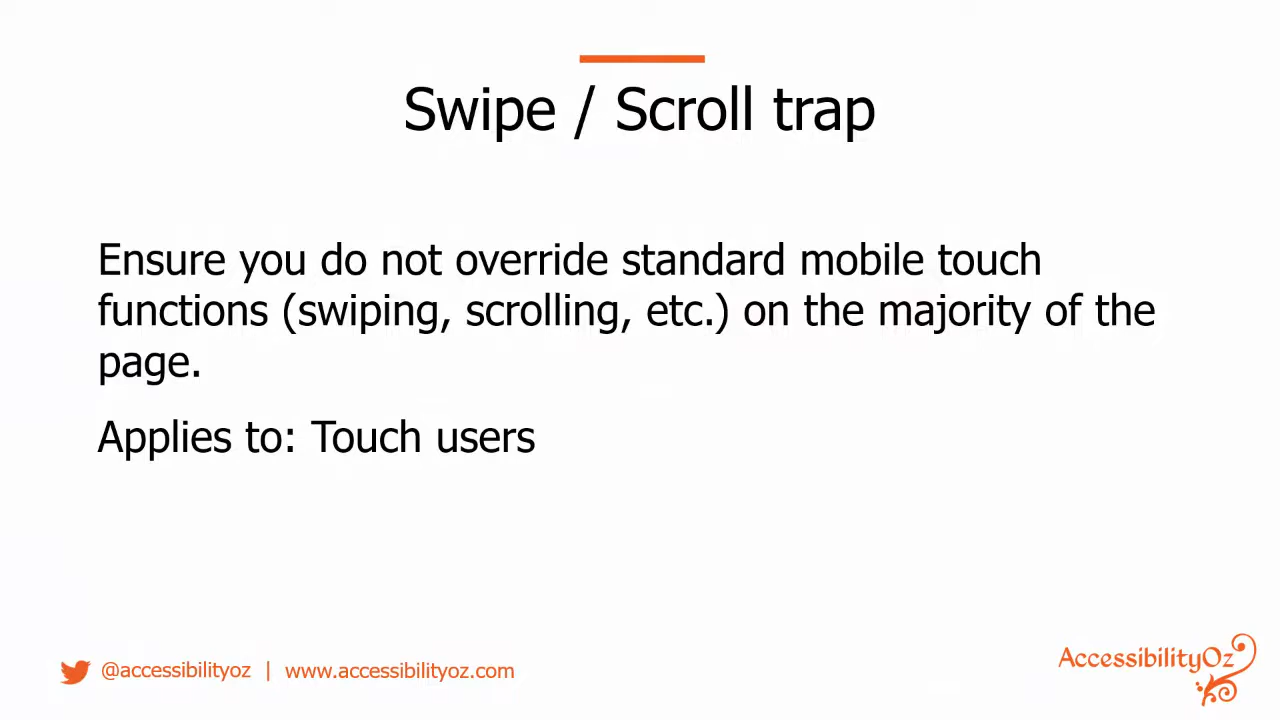 Swipe / Scroll trap
Ensure you do not override standard mobile touch
functions (swiping, scrolling, etc.) on the majority of the
page.
Applies to: Touch users
@accessibilityoz | www.accessibilityoz.com
AccessibilityOz